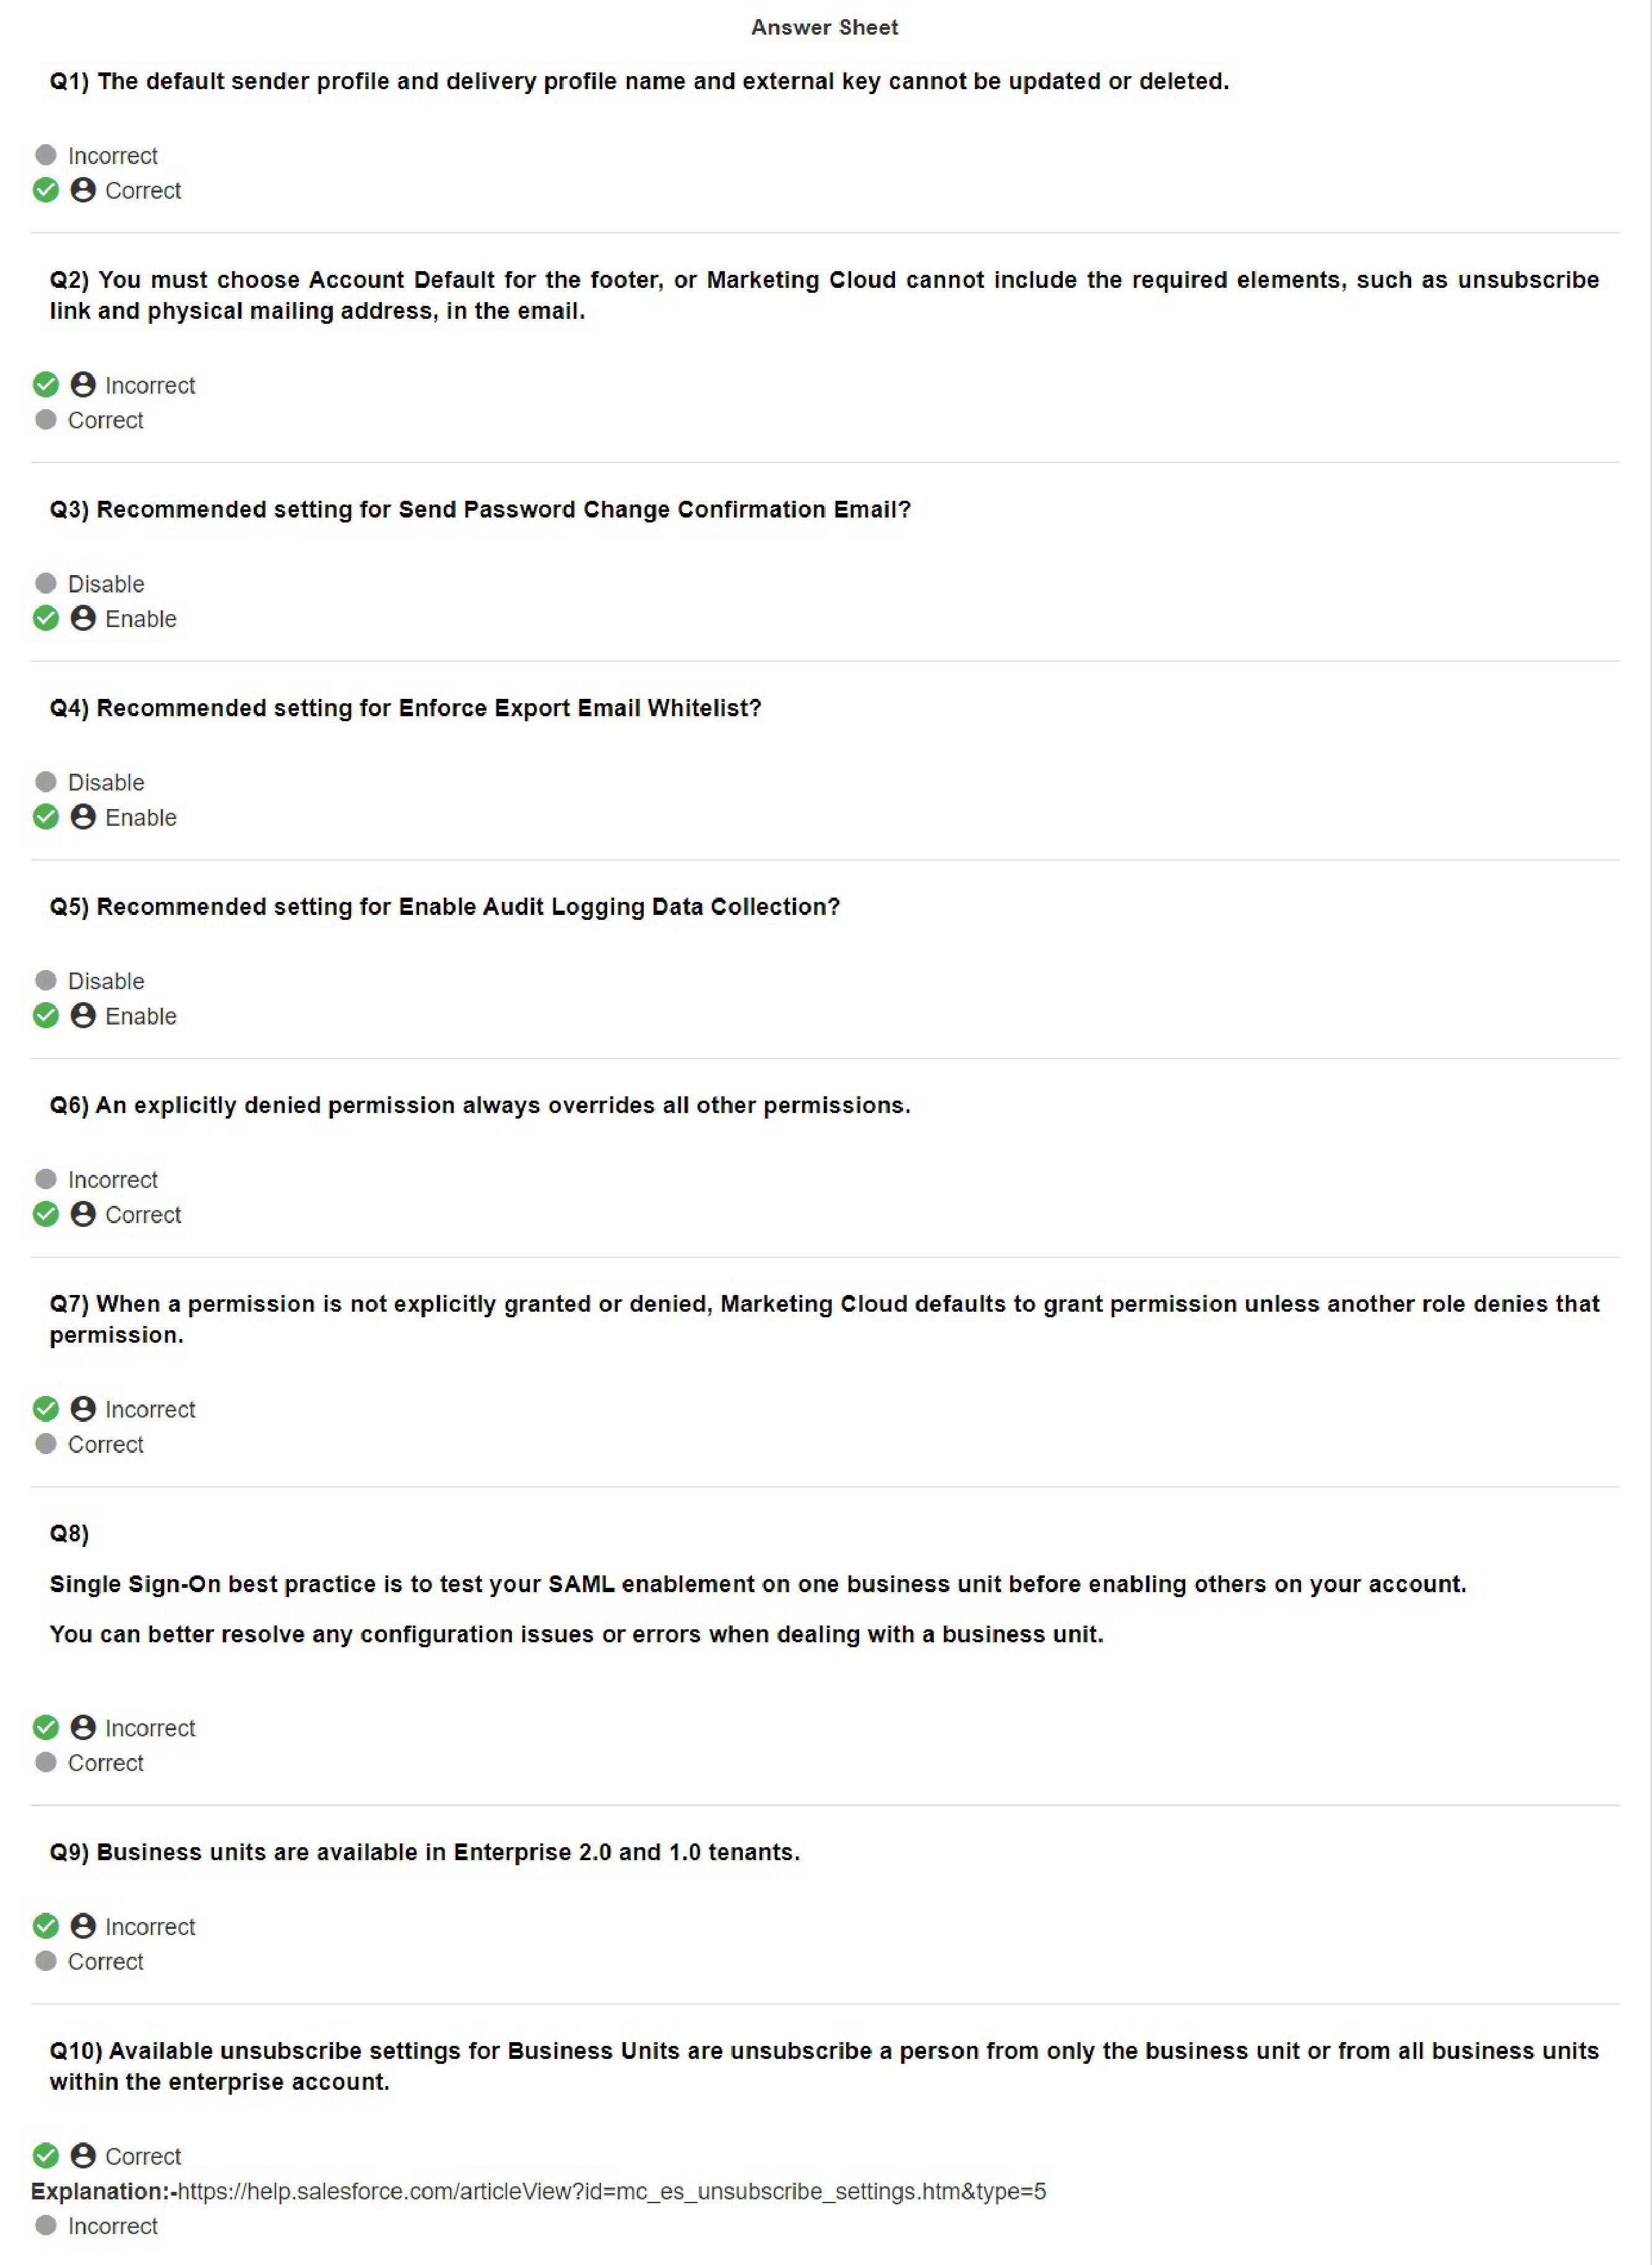 Answer Sheet
Q1) The default sender profile and delivery profile name and external key cannot be updated or deleted.
Incorrect
Correct
Q2) You must choose Account Default for the footer, or Marketing Cloud cannot include the required elements, such as unsubscribe
link and physical mailing address, in the email.
Incorrect
Correct
Q3) Recommended setting for Send Password Change Confirmation Email?
Disable
Enable
Q4) Recommended setting for Enforce Export Email Whitelist?
Disable
Enable
Q5) Recommended setting for Enable Audit Logging Data Collection?
Disable
Enable
Q6) An explicitly denied permission always overrides all other permissions.
Incorrect
Correct
Q7) When a permission is not explicitly granted or denied, Marketing Cloud defaults to grant permission unless another role denies that
permission.
Incorrect
Correct
Q8)
Single Sign-On best practice is to test your SAML enablement on one business unit before enabling others on your account.
You can better resolve any configuration issues or errors when dealing with a business unit.
Incorrect
Correct
Q9) Business units are available in Enterprise 2.0 and 1.0 tenants.
Incorrect
Correct
Q10) Available unsubscribe settings for Business Units are unsubscribe a person from only the business unit or from all business units
within the enterprise account.
Correct
Explanation:-https://help.salesforce.com/articleView?id=mc_es_unsubscribe_settings.htm&type=5
Incorrect